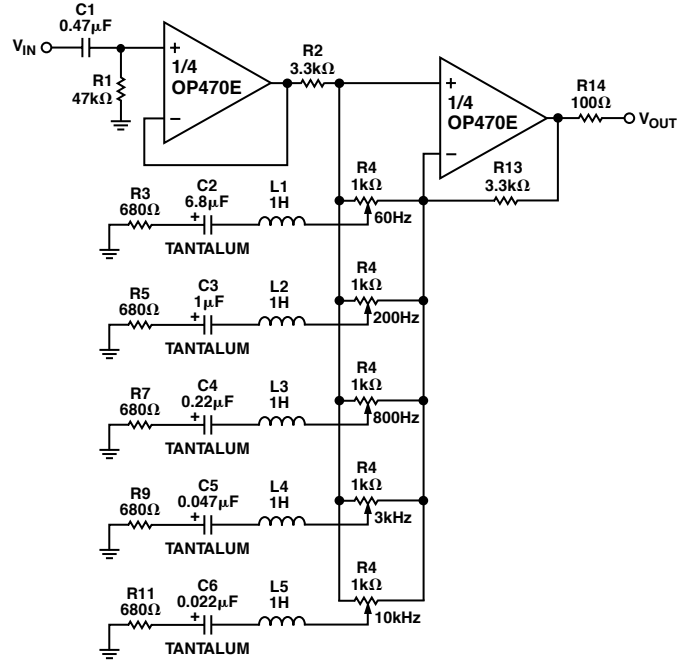 C1
0.47μF
V_IN
R1
47kΩ
+
1/4
OP470E
−
R2
3.3kΩ
+
1/4
OP470E
−
R14
100Ω
V_OUT
R13
3.3kΩ
R3
680Ω
C2
6.8μF
+
TANTALUM
L1
1H
R4
1kΩ
60Hz
R5
680Ω
C3
1μF
+
TANTALUM
L2
1H
R4
1kΩ
200Hz
R7
680Ω
C4
0.22μF
+
TANTALUM
L3
1H
R4
1kΩ
800Hz
R9
680Ω
C5
0.047μF
+
TANTALUM
L4
1H
R4
1kΩ
3kHz
R11
680Ω
C6
0.022μF
+
TANTALUM
L5
1H
R4
1kΩ
10kHz